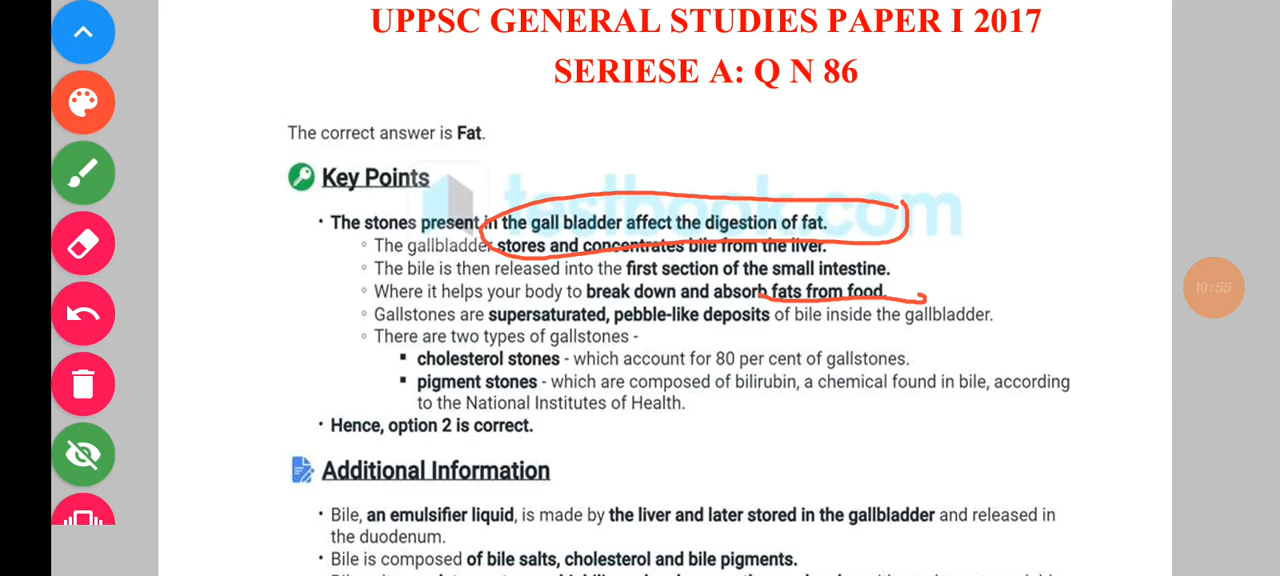 UPPSC GENERAL STUDIES PAPER I 2017
SERIESE A: Q N 86
The correct answer is Fat.
Key Points
testbook.com
• The stones present in the gall bladder affect the digestion of fat.
◦ The gallbladder stores and concentrates bile from the liver.
◦ The bile is then released into the first section of the small intestine.
◦ Where it helps your body to break down and absorb fats from food.
10:55
◦ Gallstones are supersaturated, pebble-like deposits of bile inside the gallbladder.
◦ There are two types of gallstones -
▪ cholesterol stones - which account for 80 per cent of gallstones.
▪ pigment stones - which are composed of bilirubin, a chemical found in bile, according
to the National Institutes of Health.
• Hence, option 2 is correct.
Additional Information
• Bile, an emulsifier liquid, is made by the liver and later stored in the gallbladder and released in
the duodenum.
• Bile is composed of bile salts, cholesterol and bile pigments.